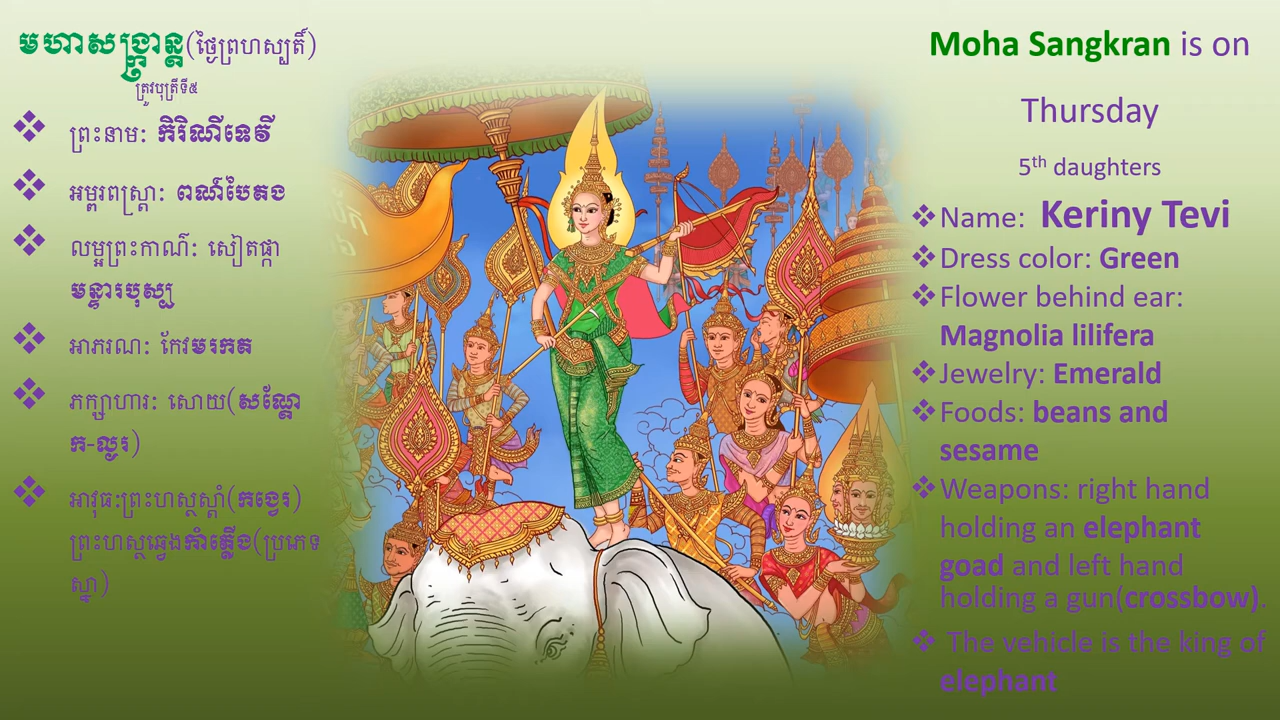 មហាសង្ក្រាន្ត(ថ្ងៃព្រហស្បតិ៍)
ត្រូវបុត្រីទី៥
❖ ព្រះនាម: កិរិណីទេវី
❖ អម្ពរពស្ត្រា: ពណ៌បៃតង
❖ លម្អព្រះកាណ៌: សៀតផ្កា
មន្ទារបុស្ប
❖ អាភរណ: កែវមរកត
❖ ភក្សាហារ: សោយ(សណ្ដែ
ក-ល្ងរ)
❖ អាវុធ:ព្រះហស្ថស្ដាំ(កង្វេរ)
ព្រះហស្ថឆ្វេងកាំភ្លើង(ប្រភេទ
ស្នា)
Moha Sangkran is on
Thursday
5th daughters
❖ Name: Keriny Tevi
❖ Dress color: Green
❖ Flower behind ear:
Magnolia lilifera
❖ Jewelry: Emerald
❖ Foods: beans and
sesame
❖ Weapons: right hand
holding an elephant
goad and left hand
holding a gun(crossbow).
❖ The vehicle is the king of
elephant